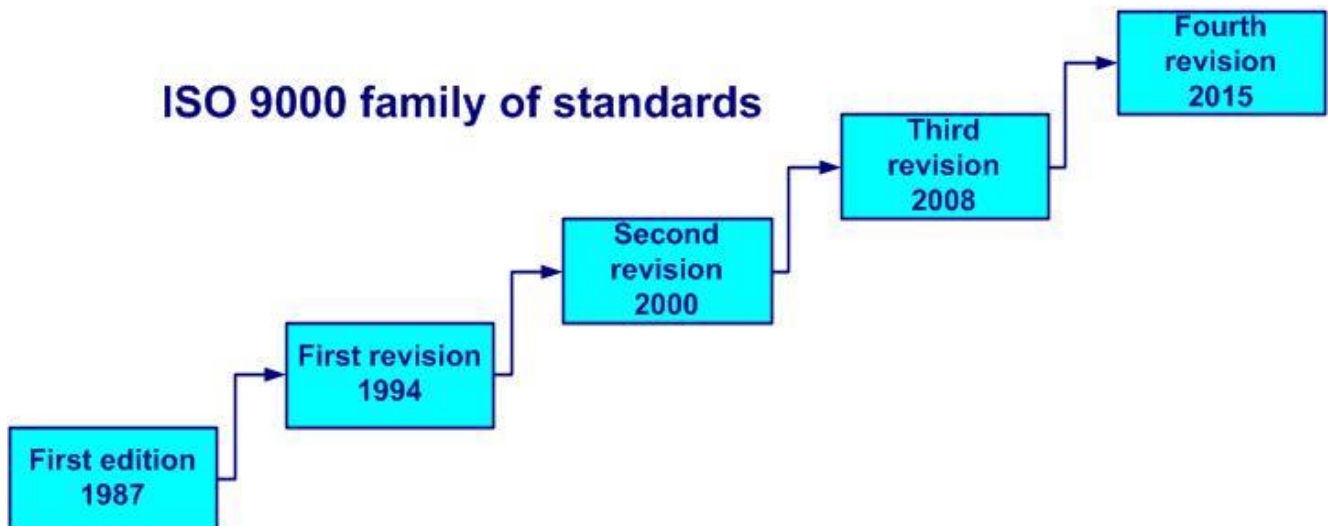 ISO 9000 family of standards
First edition
1987
First revision
1994
Second
revision
2000
Third
revision
2008
Fourth
revision
2015